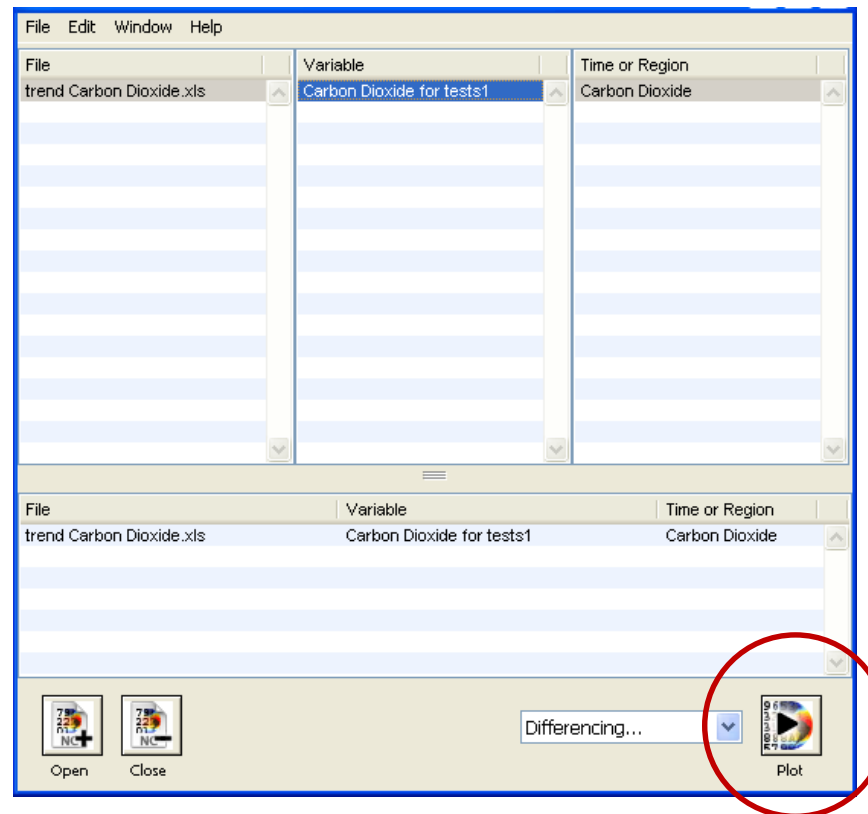 File Edit Window Help
File Variable Time or Region
trend Carbon Dioxide.xls Carbon Dioxide for tests1 Carbon Dioxide
File Variable Time or Region
trend Carbon Dioxide.xls Carbon Dioxide for tests1 Carbon Dioxide
NC NC Differencing...
Open Close Plot